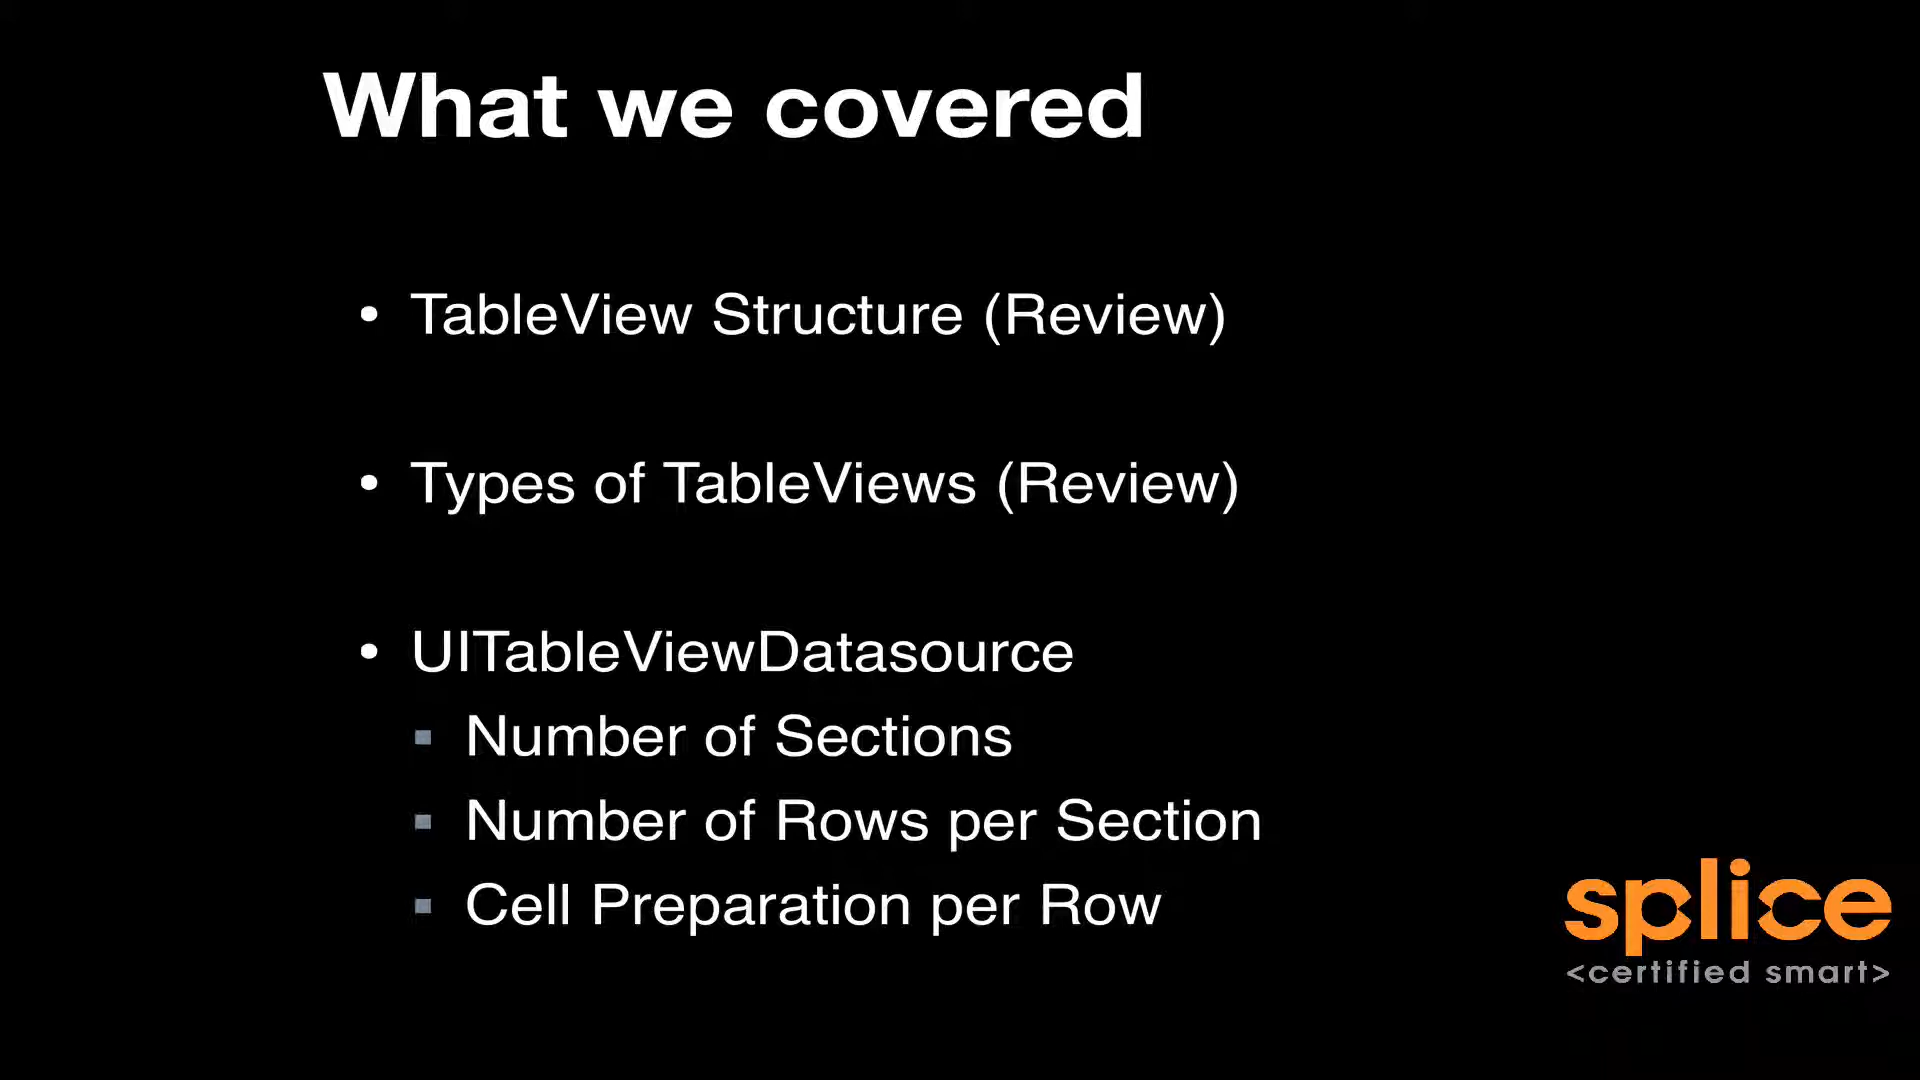 What we covered
• TableView Structure (Review)
• Types of TableViews (Review)
• UITableViewDatasource
▪ Number of Sections
▪ Number of Rows per Section
▪ Cell Preparation per Row
splice
<certified smart>